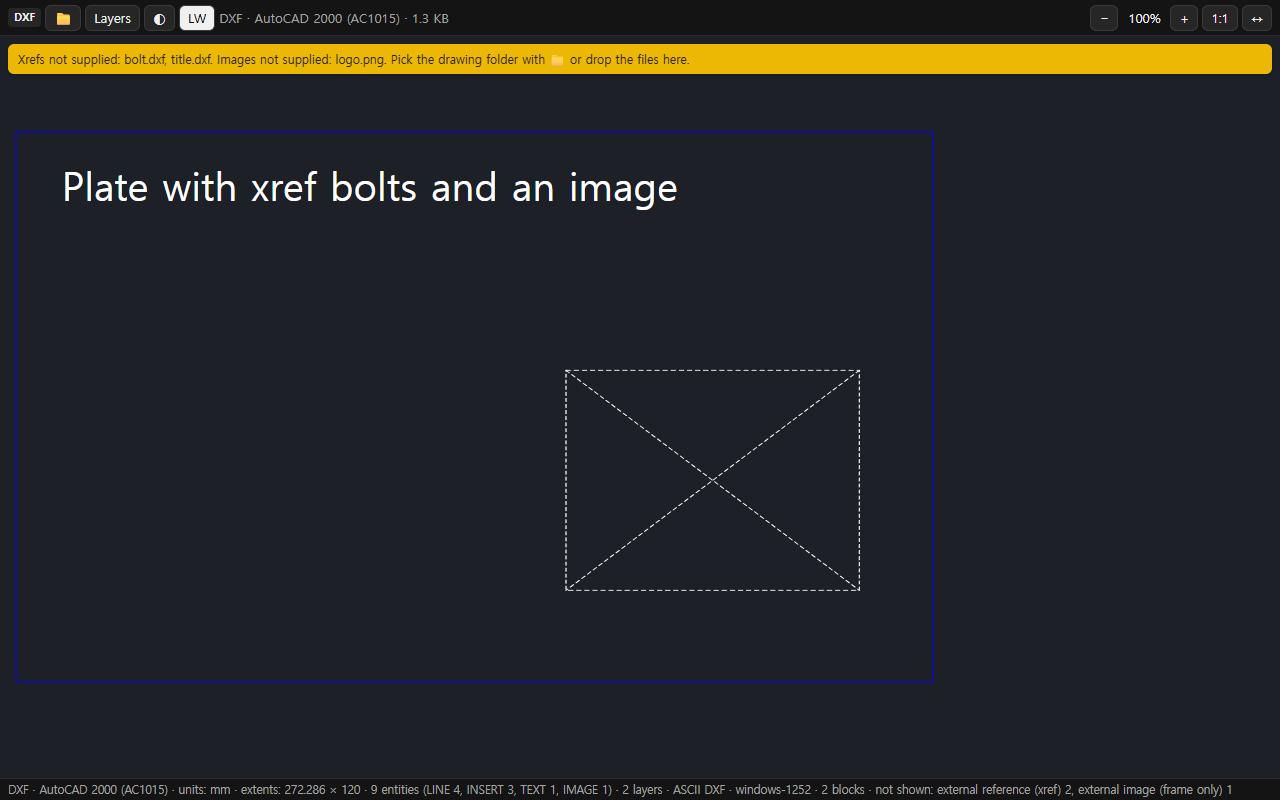 DXF 📁 Layers ◐ LW DXF · AutoCAD 2000 (AC1015) · 1.3 KB − 100% + 1:1 ↔
Xrefs not supplied: bolt.dxf, title.dxf. Images not supplied: logo.png. Pick the drawing folder with 📁 or drop the files here.
Plate with xref bolts and an image
DXF · AutoCAD 2000 (AC1015) · units: mm · extents: 272.286 × 120 · 9 entities (LINE 4, INSERT 3, TEXT 1, IMAGE 1) · 2 layers · ASCII DXF · windows-1252 · 2 blocks · not shown: external reference (xref) 2, external image (frame only) 1